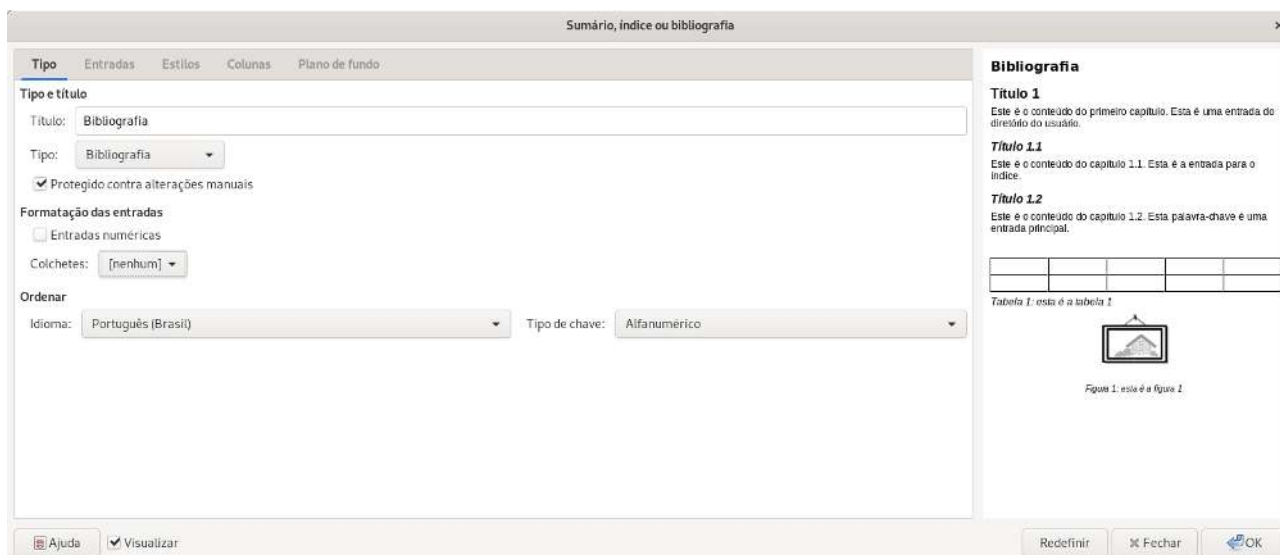 Sumário, índice ou bibliografia
Tipo Entradas Estilos Colunas Plano de fundo
Tipo e título
Título: Bibliografia
Tipo: Bibliografia
Protegido contra alterações manuais
Formatação das entradas
Entradas numéricas
Colchetes: [nenhum]
Ordenar
Idioma: Português (Brasil) Tipo de chave: Alfanumérico
Bibliografia
Título 1
Este é o conteúdo do primeiro capítulo. Esta é uma entrada do
diretório do usuário.
Título 1.1
Este é o conteúdo do capítulo 1.1. Esta é a entrada para o
índice.
Título 1.2
Este é o conteúdo do capítulo 1.2. Esta palavra-chave é uma
entrada principal.
Tabela 1: esta é a tabela 1
Figura 1: esta é a figura 1
Ajuda Visualizar Redefinir Fechar OK